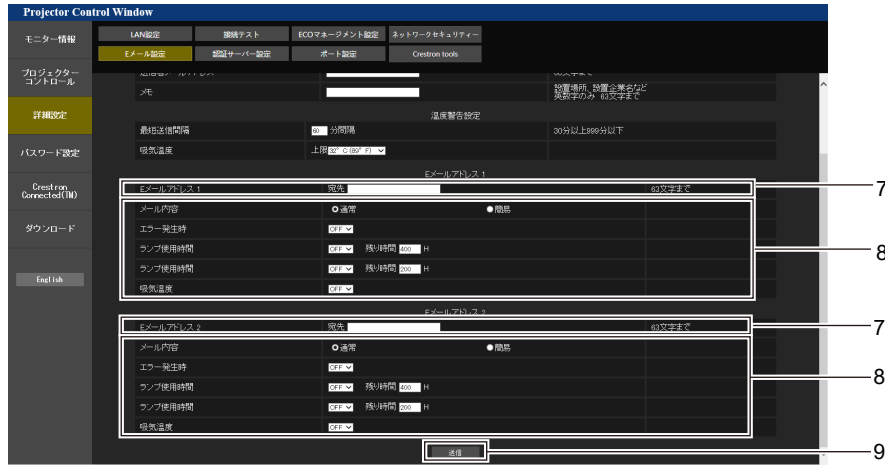 Projector Control Window
モニター情報
LAN設定 接続テスト ECOマネージメント設定 ネットワークセキュリティー
Eメール設定 認証サーバー設定 ポート設定 Crestron tools
プロジェクター
コントロール
詳細設定
パスワード設定
Crestron
Connected(TM)
ダウンロード
English
メモ 設置場所、設置企業名など
英数字のみ 63文字まで
温度警告設定
最短送信間隔 60 分間隔 30分以上999分以下
吸気温度 上限 32°C(89°F)
Eメールアドレス 1
Eメールアドレス 1 宛先 63文字まで 7
メール内容 通常 簡易
エラー発生時 OFF
ランプ使用時間 OFF 残り時間 400 H 8
ランプ使用時間 OFF 残り時間 200 H
吸気温度 OFF
Eメールアドレス 2
Eメールアドレス 2 宛先 63文字まで 7
メール内容 通常 簡易
エラー発生時 OFF
ランプ使用時間 OFF 残り時間 400 H 8
ランプ使用時間 OFF 残り時間 200 H
吸気温度 OFF
送信 9